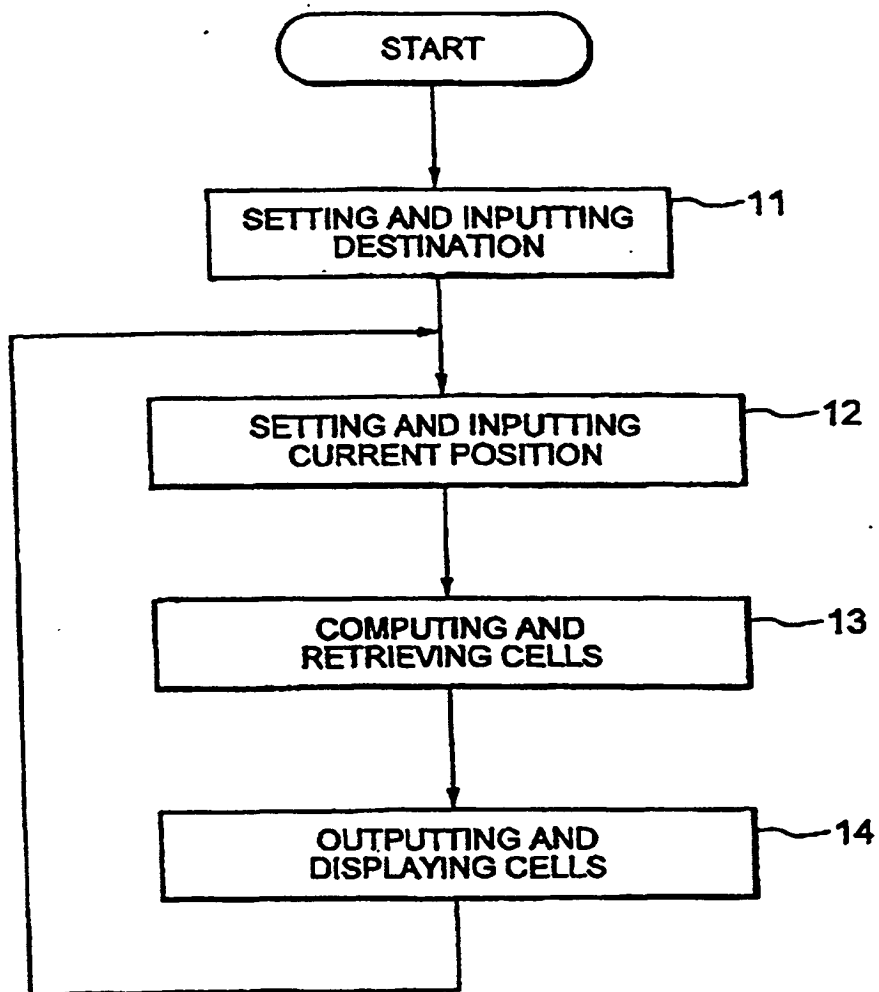 START
SETTING AND INPUTTING
DESTINATION
11
SETTING AND INPUTTING
CURRENT POSITION
12
COMPUTING AND
RETRIEVING CELLS
13
OUTPUTTING AND
DISPLAYING CELLS
14